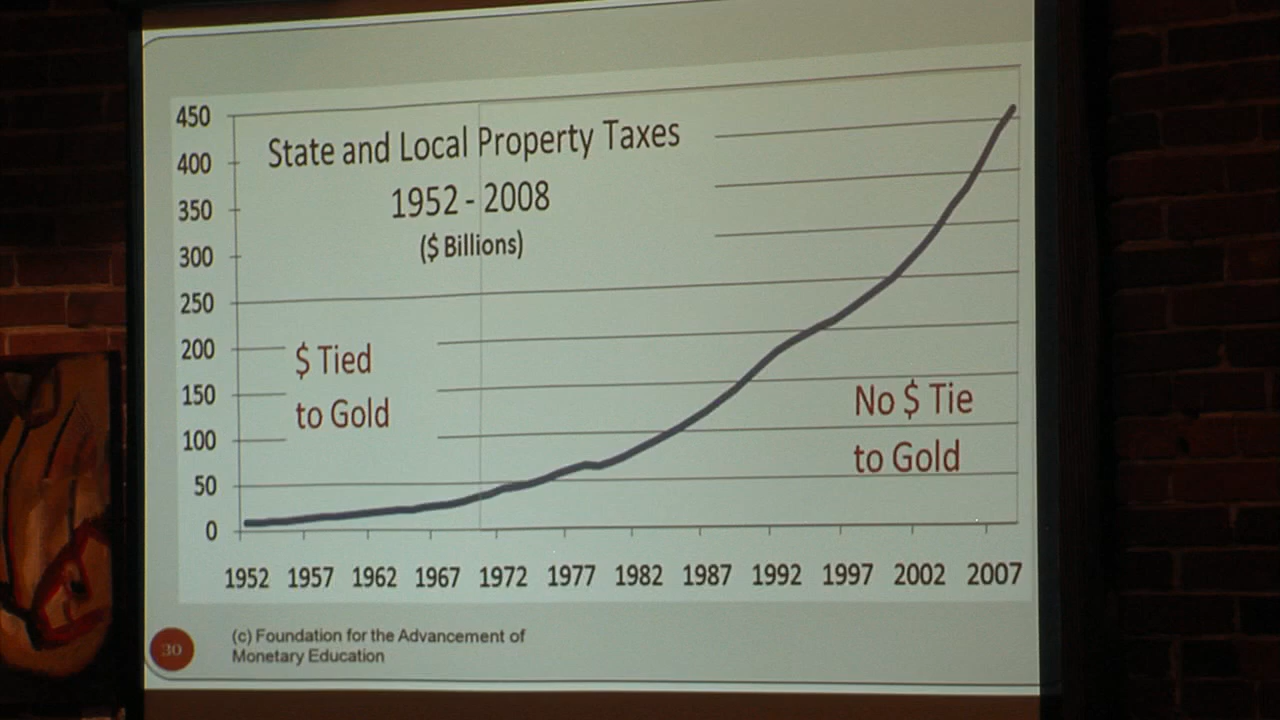 State and Local Property Taxes
1952 - 2008
($ Billions)
450
400
350
300
250
200
150
100
50
0
$ Tied
to Gold
No $ Tie
to Gold
1952 1957 1962 1967 1972 1977 1982 1987 1992 1997 2002 2007
30
(c) Foundation for the Advancement of
Monetary Education